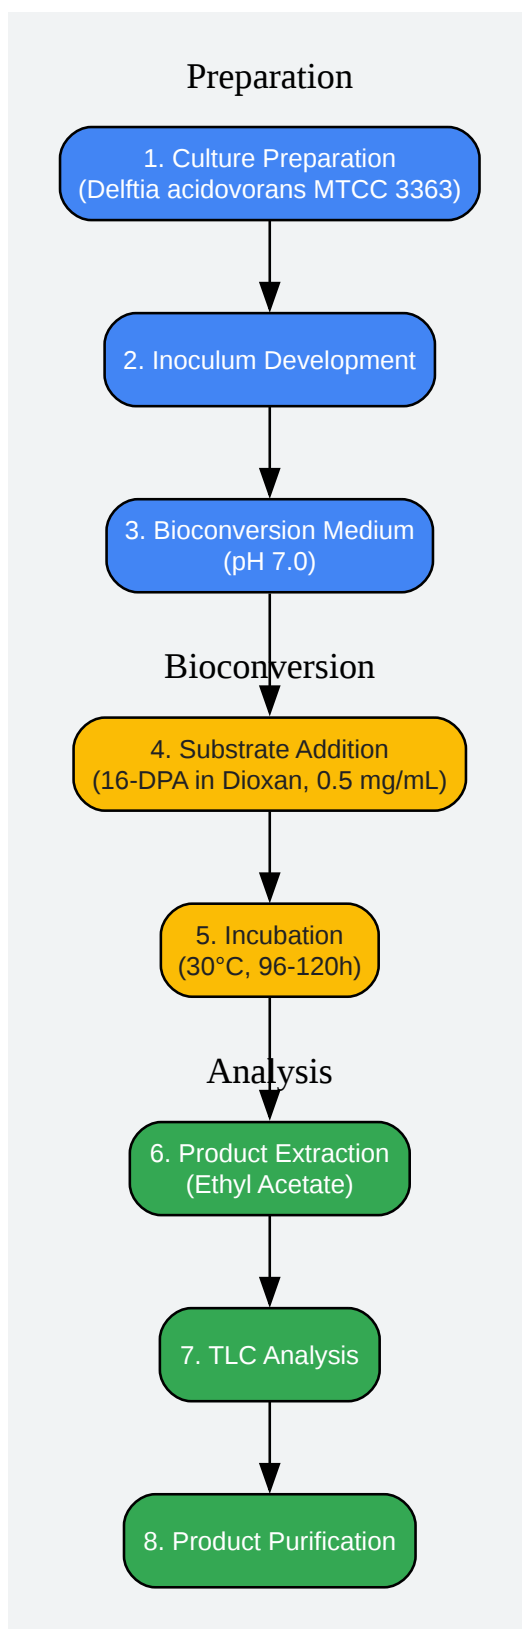 Preparation
1. Culture Preparation
(Delftia acidovorans MTCC 3363)
2. Inoculum Development
3. Bioconversion Medium
(pH 7.0)
Bioconversion
4. Substrate Addition
(16-DPA in Dioxan, 0.5 mg/mL)
5. Incubation
(30°C, 96-120h)
Analysis
6. Product Extraction
(Ethyl Acetate)
7. TLC Analysis
8. Product Purification